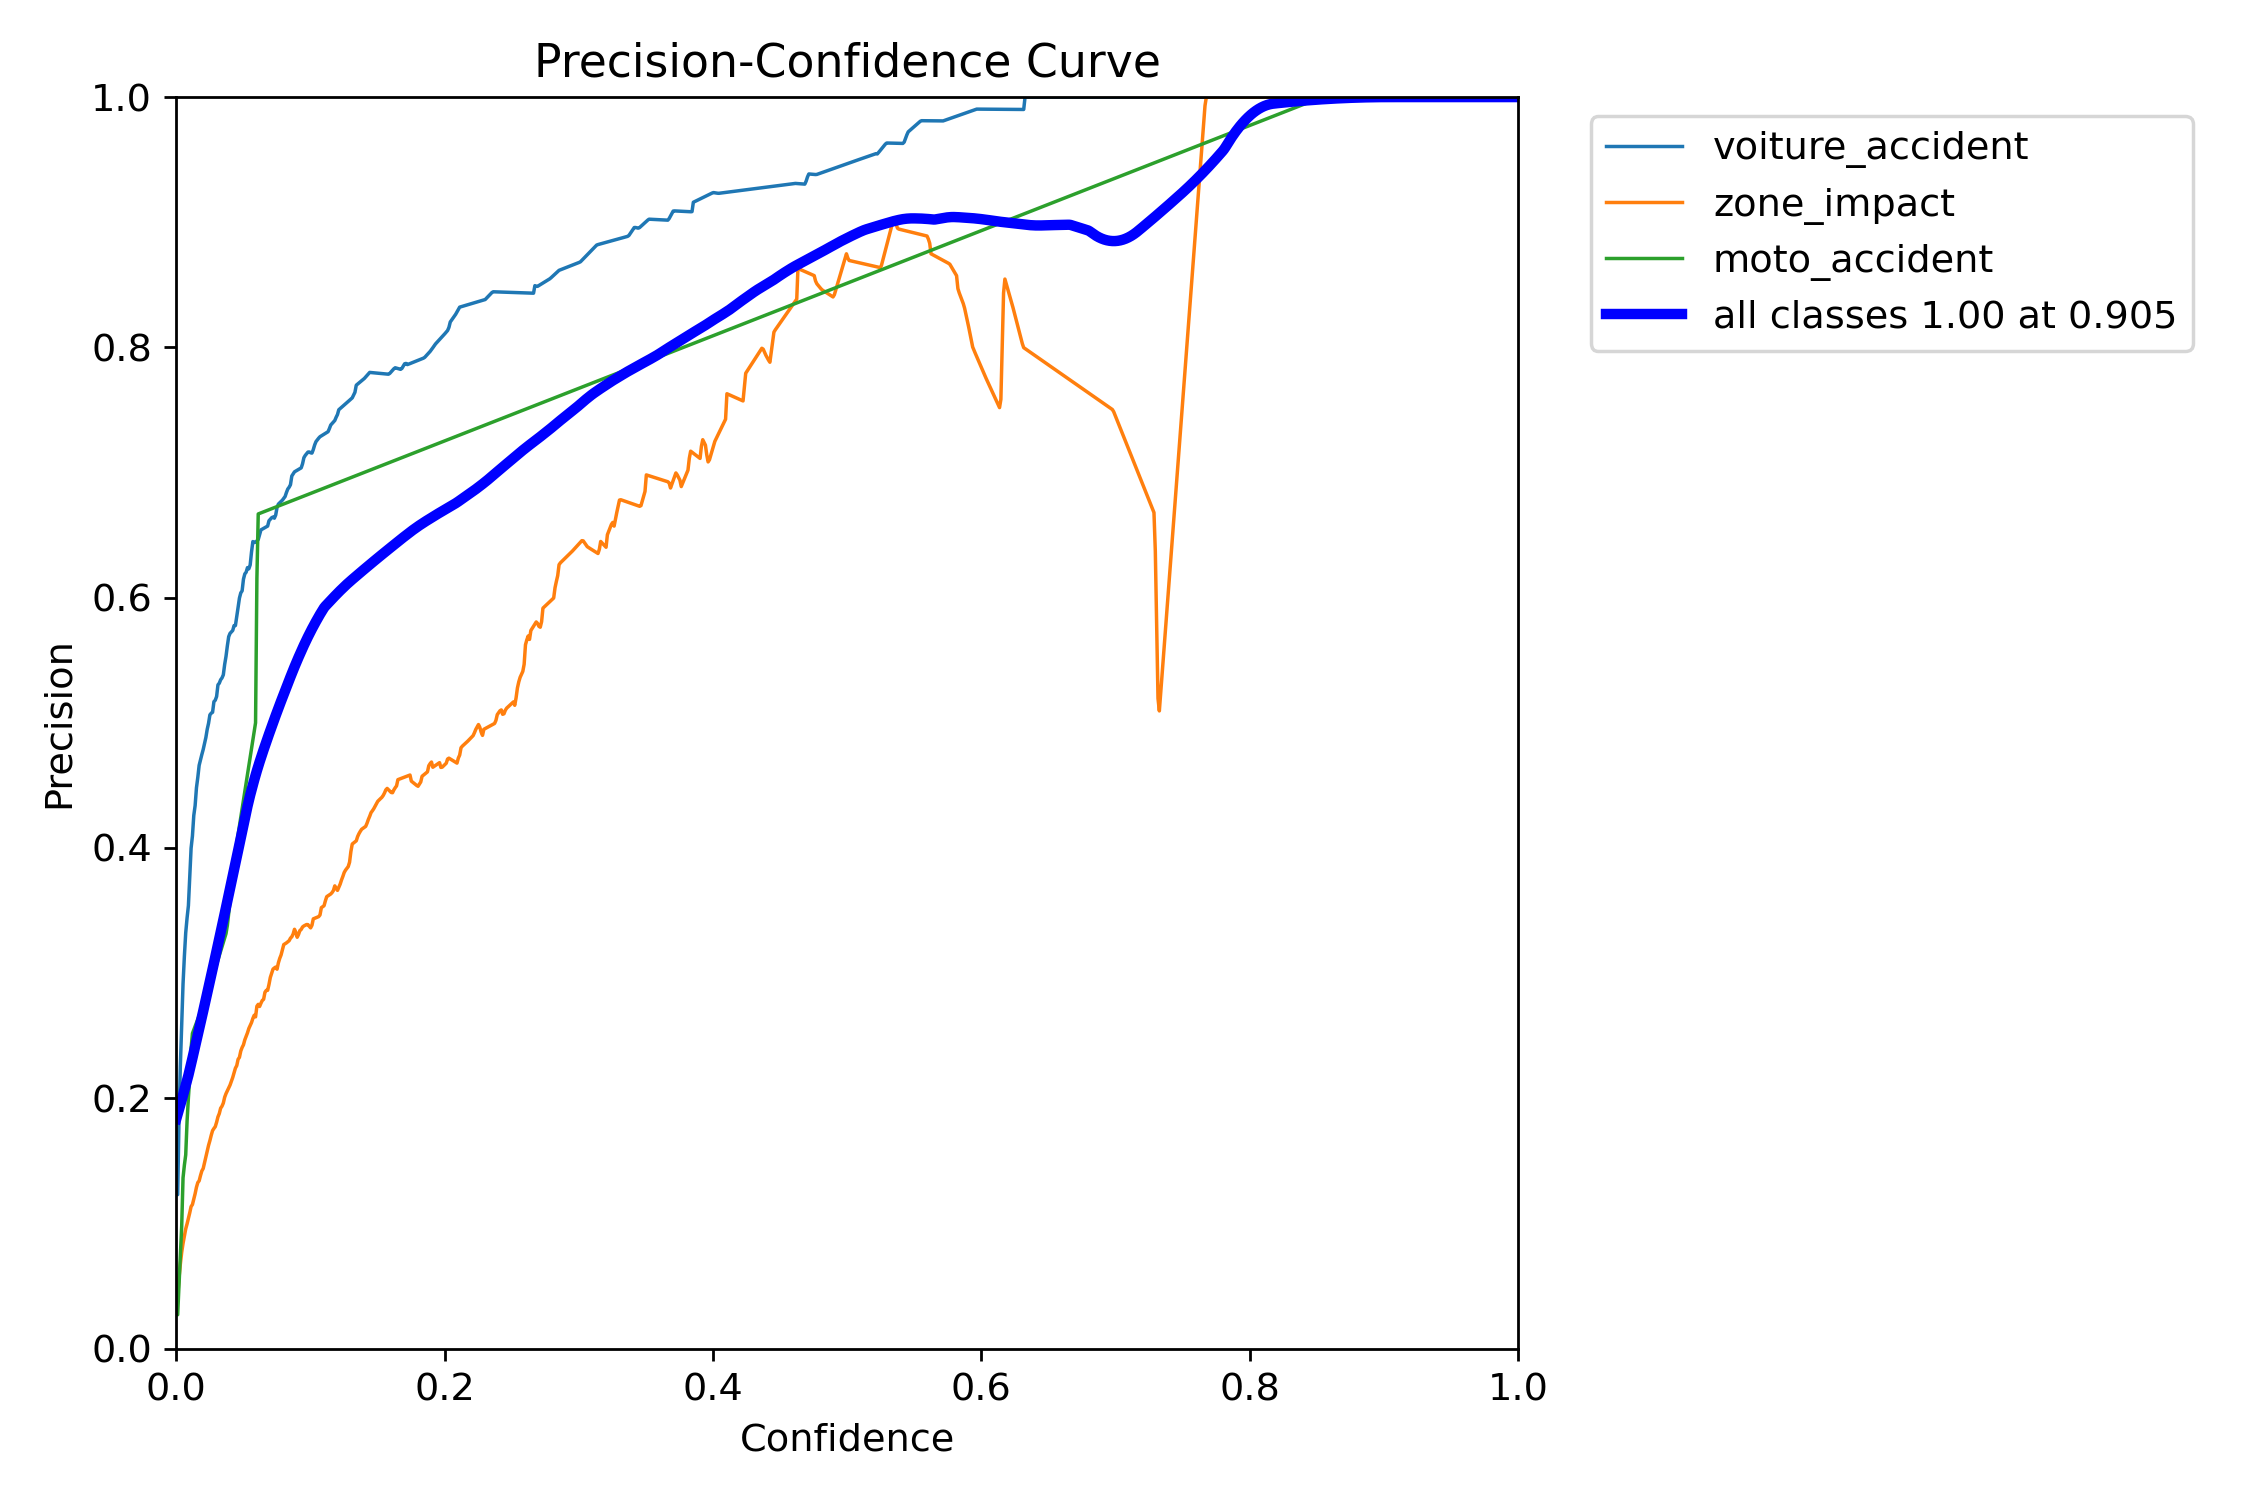 Precision-Confidence Curve
1.0
0.8
0.6
0.4
0.2
0.0
Precision
0.0 0.2 0.4 0.6 0.8 1.0
Confidence
voiture_accident
zone_impact
moto_accident
all classes 1.00 at 0.905